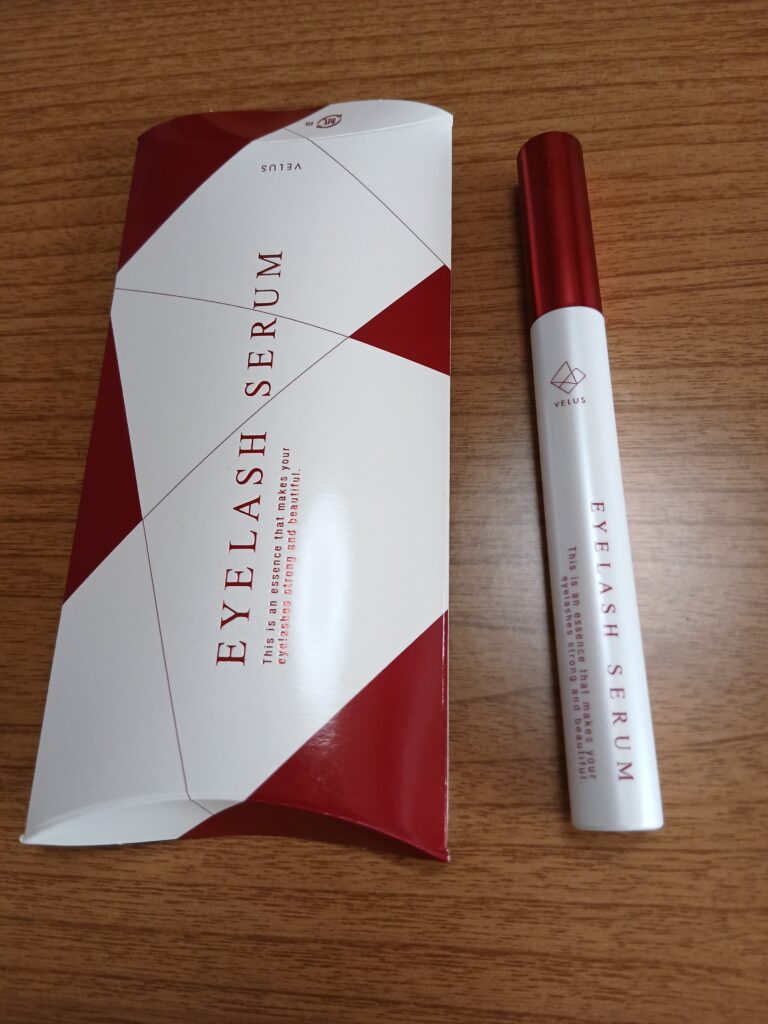 VELUS
EYELASH SERUM
This is an essence that makes your
eyelashes strong and beautiful.
VELUS
EYELASH SERUM
This is an essence that makes your
eyelashes strong and beautiful.